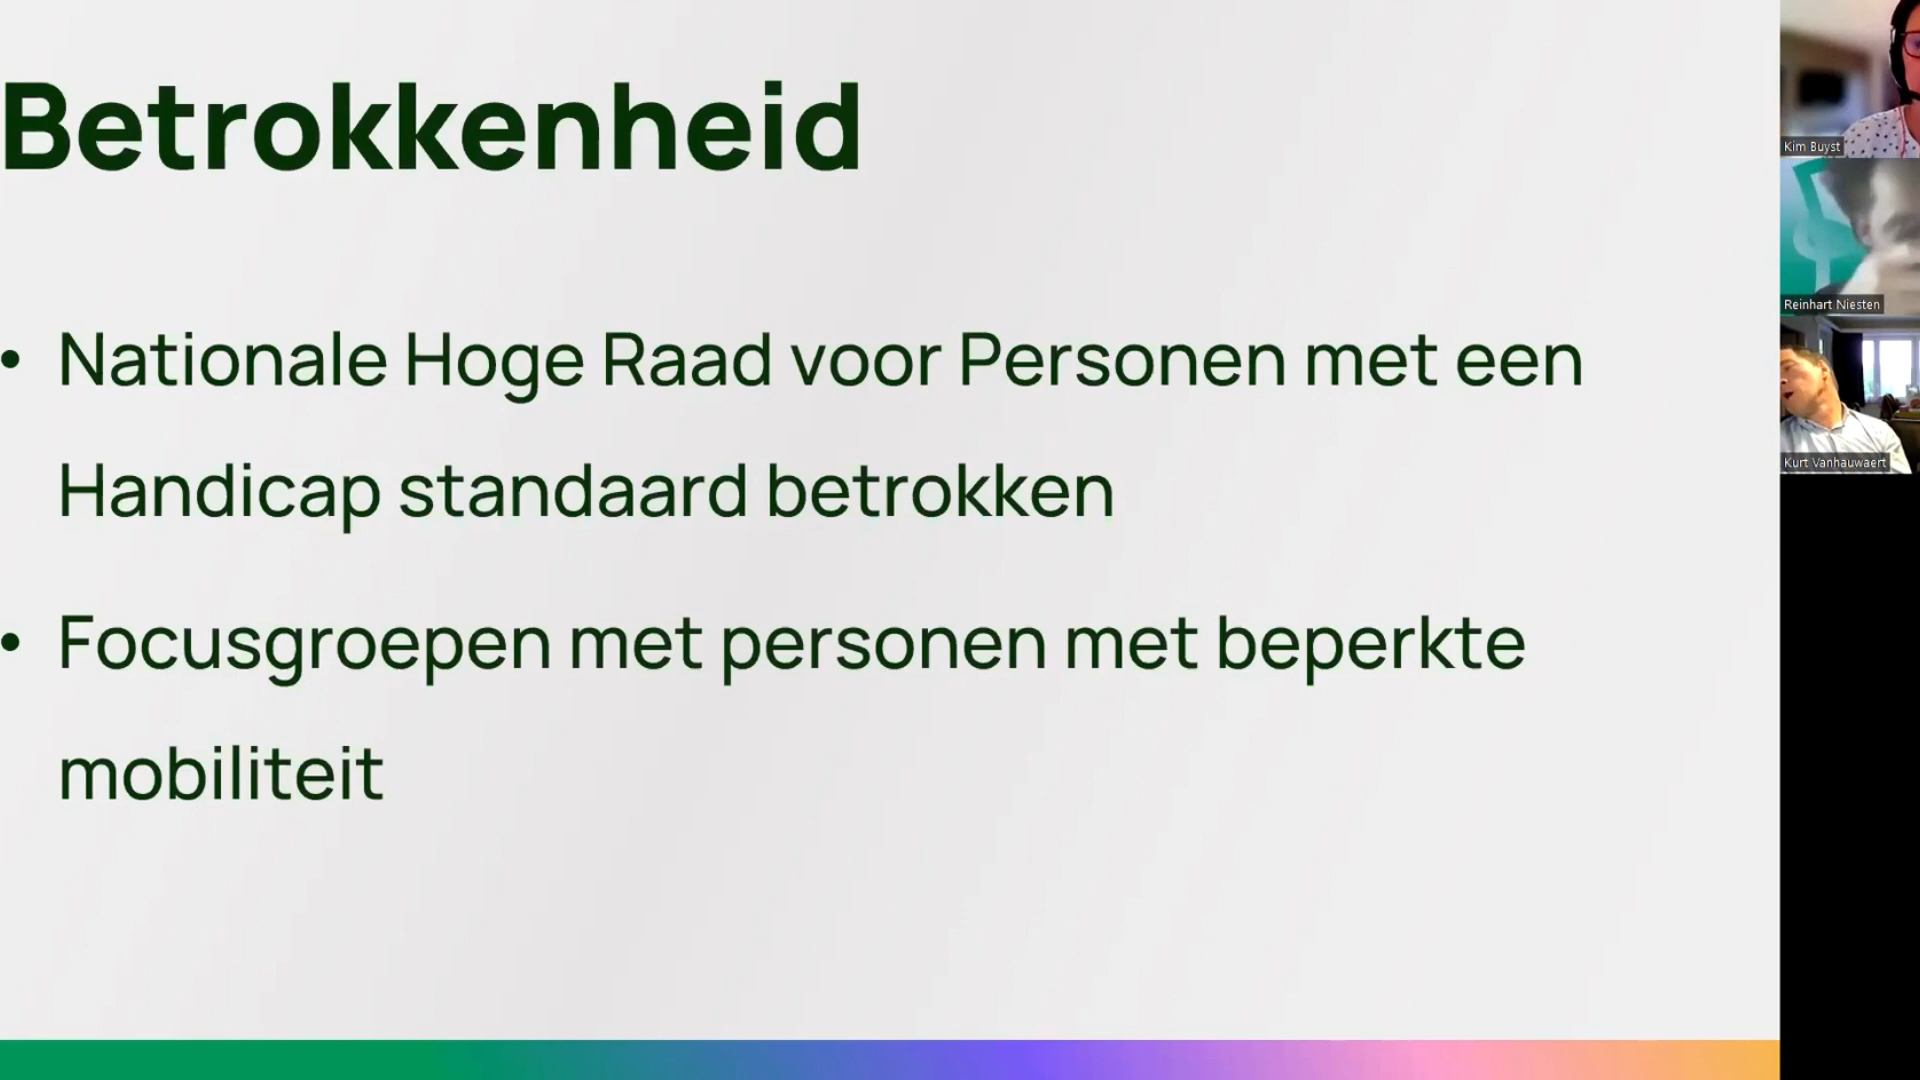 Betrokkenheid
• Nationale Hoge Raad voor Personen met een
Handicap standaard betrokken
• Focusgroepen met personen met beperkte
mobiliteit
Kim Buyst
Reinhart Niesten
Kurt Vanhauwaert